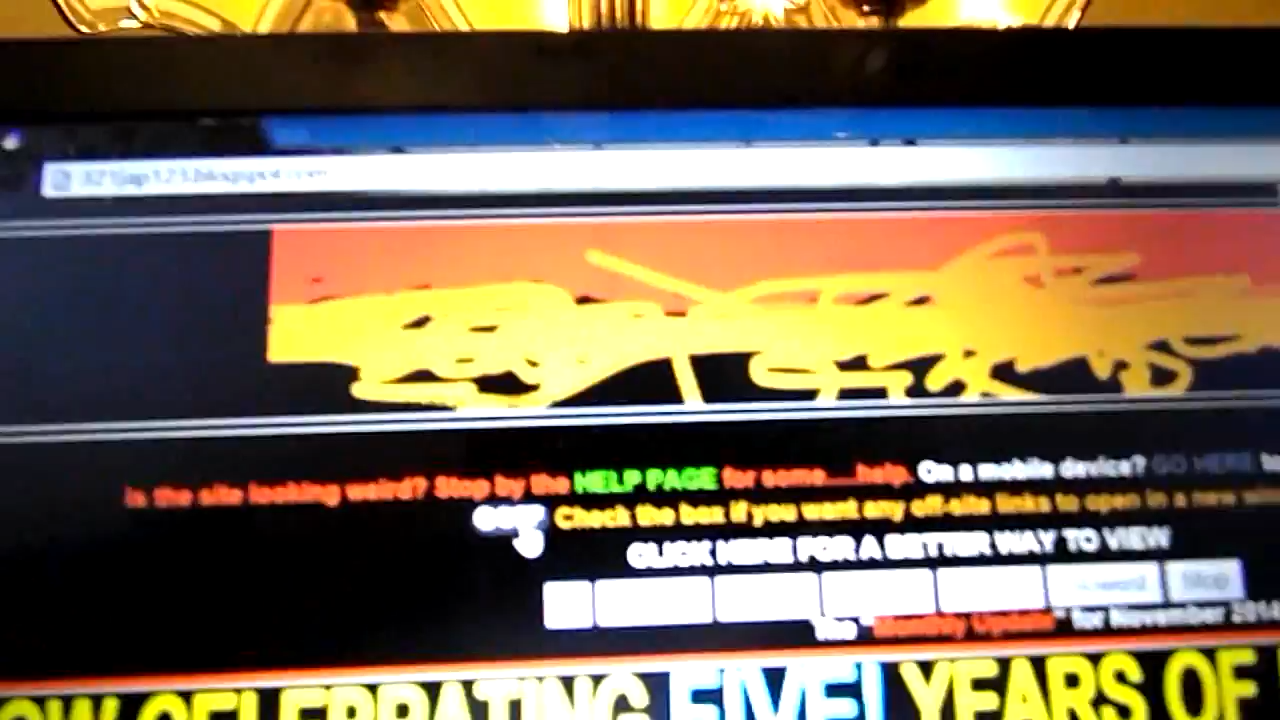 Is the site looking weird? Stop by the HELP PAGE for some....help. On a mobile device? GO HERE
Check the box if you want any off-site links to open in a new
CLICK HERE FOR A BETTER WAY TO VIEW
Stop
The "Monthly Update" for November 2014
CELEBRATING FIVE! YEARS OF